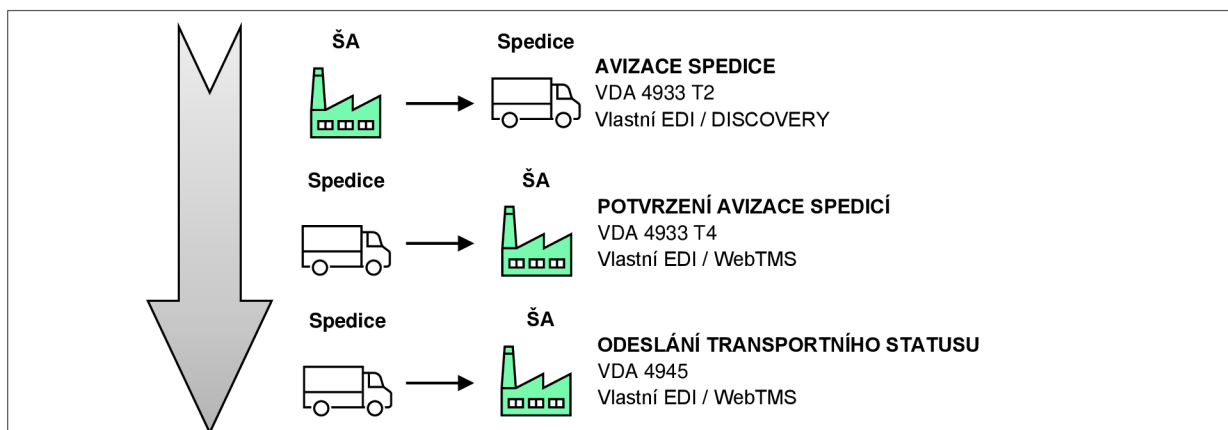 ŠA
Spedice
AVIZACE SPEDICE
VDA 4933 T2
Vlastní EDI / DISCOVERY
Spedice
ŠA
POTVRZENÍ AVIZACE SPEDICÍ
VDA 4933 T4
Vlastní EDI / WebTMS
Spedice
ŠA
ODESLÁNÍ TRANSPORTNÍHO STATUSU
VDA 4945
Vlastní EDI / WebTMS